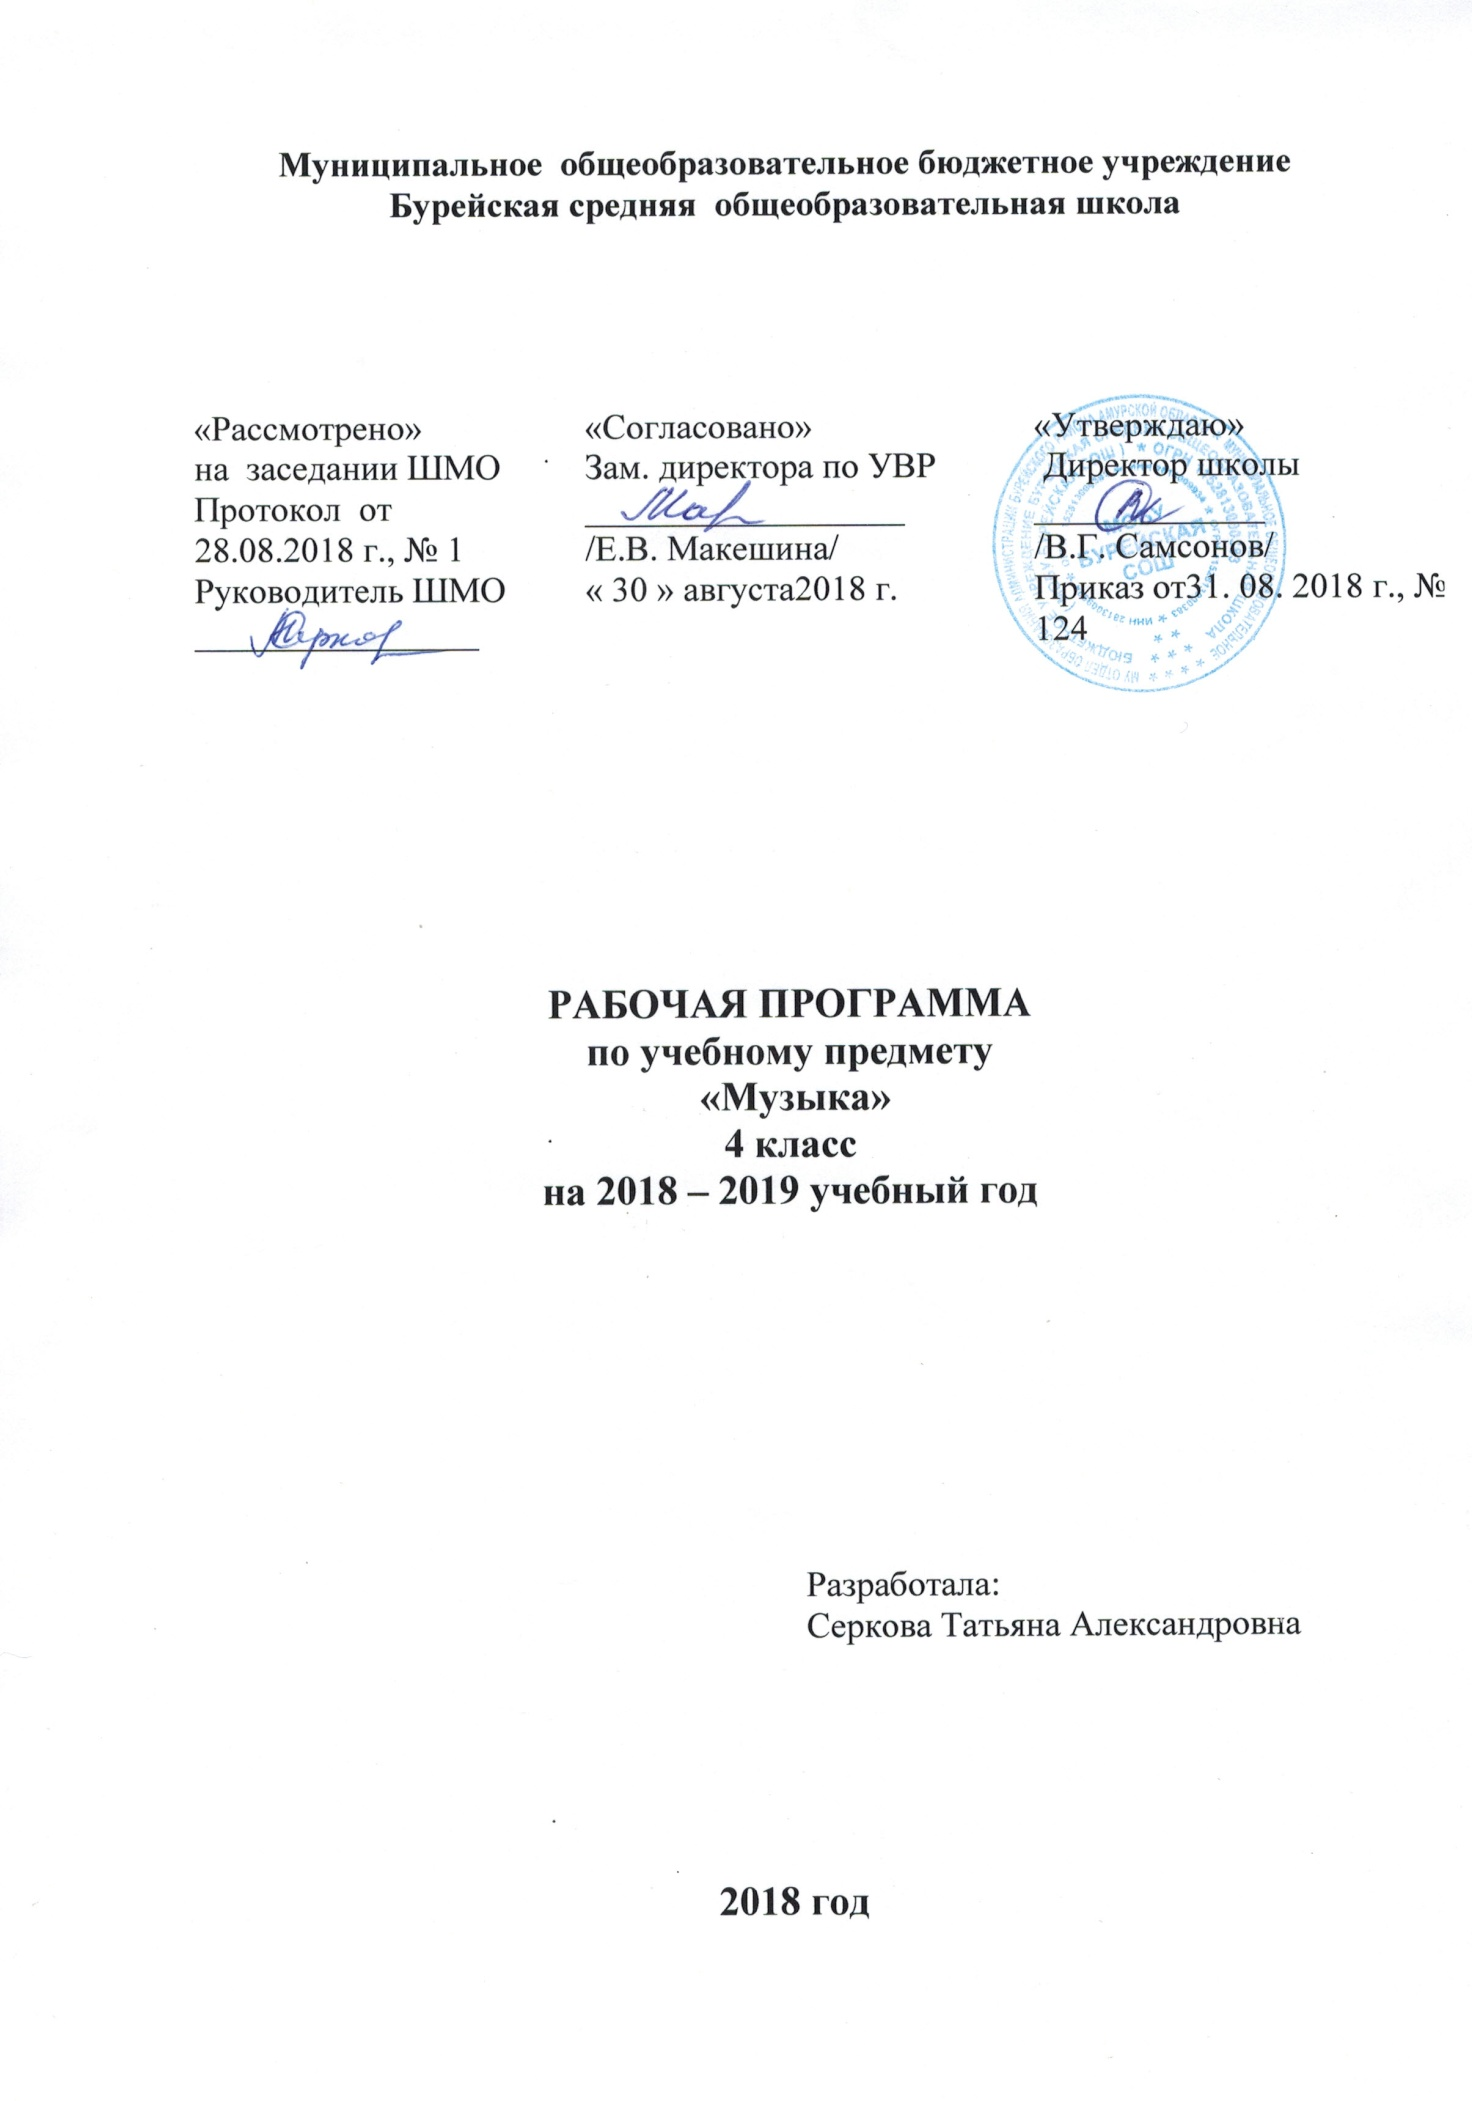 Муниципальное общеобразовательное бюджетное учреждение
Бурейская средняя общеобразовательная школа
«Рассмотрено»
на заседании ШМО
Протокол от
28.08.2018 г., № 1
Руководитель ШМО
«Согласовано»
Зам. директора по УВР
/Е.В. Макешина/
« 30 » августа2018 г.
«Утверждаю»
Директор школы
/В.Г. Самсонов/
Приказ от31. 08. 2018 г., №
124
МОБУ
БУРЕЙСКАЯ
СОШ
РАБОЧАЯ ПРОГРАММА
по учебному предмету
«Музыка»
4 класс
на 2018 – 2019 учебный год
Разработала:
Серкова Татьяна Александровна
2018 год